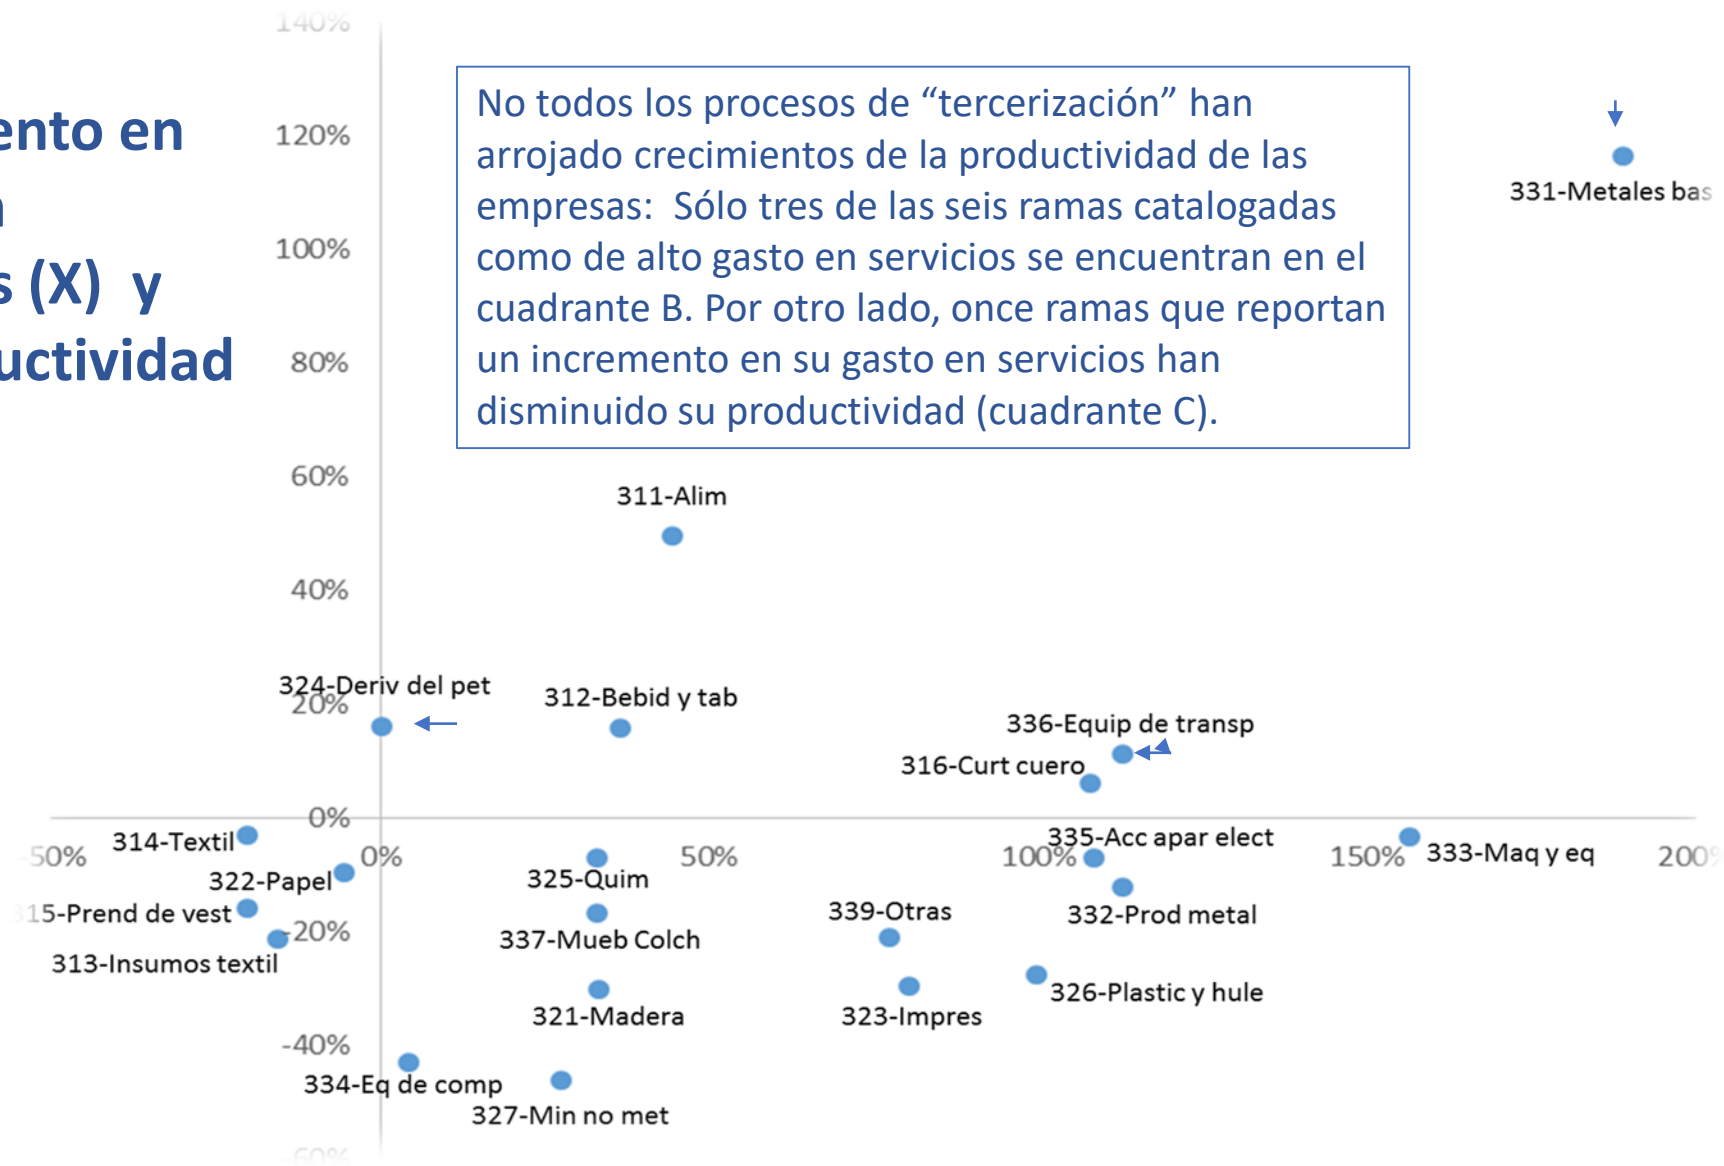 ento en
s (X) y
uctividad
No todos los procesos de “tercerización” han
arrojado crecimientos de la productividad de las
empresas: Sólo tres de las seis ramas catalogadas
como de alto gasto en servicios se encuentran en el
cuadrante B. Por otro lado, once ramas que reportan
un incremento en su gasto en servicios han
disminuido su productividad (cuadrante C).
140%
120%
100%
80%
60%
40%
20%
0%
-20%
-40%
-60%
-50%
0%
50%
100%
150%
200%
331-Metales bas
311-Alim
324-Deriv del pet
312-Bebid y tab
336-Equip de transp
316-Curt cuero
314-Textil
335-Acc apar elect
333-Maq y eq
322-Papel
325-Quim
315-Prend de vest
339-Otras
332-Prod metal
337-Mueb Colch
313-Insumos textil
326-Plastic y hule
321-Madera
323-Impres
334-Eq de comp
327-Min no met